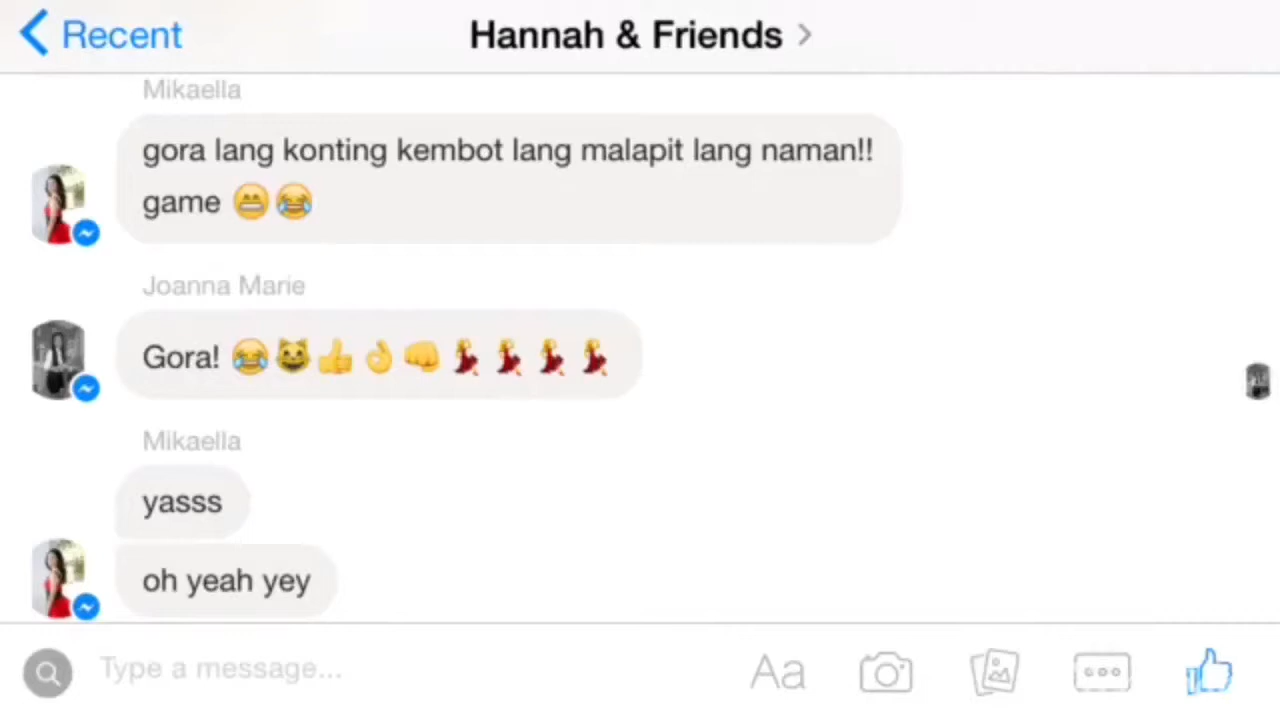 Recent
Hannah & Friends
Mikaella
gora lang konting kembot lang malapit lang naman!!
game 😁😂
Joanna Marie
Gora! 😂😺👍👌👊💃💃💃💃
Mikaella
yasss
oh yeah yey
Type a message...
Aa